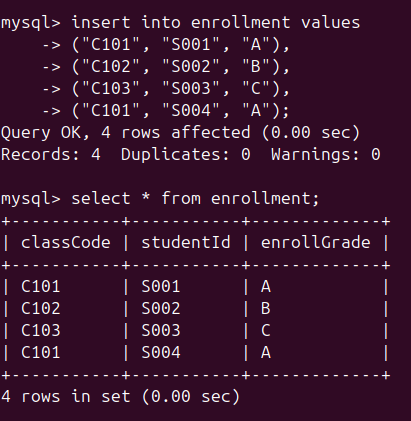 mysql> insert into enrollment values
    -> ("C101", "S001", "A"),
    -> ("C102", "S002", "B"),
    -> ("C103", "S003", "C"),
    -> ("C101", "S004", "A");
Query OK, 4 rows affected (0.00 sec)
Records: 4  Duplicates: 0  Warnings: 0

mysql> select * from enrollment;
+-----------+-----------+-------------+
| classCode | studentId | enrollGrade |
+-----------+-----------+-------------+
| C101      | S001      | A           |
| C102      | S002      | B           |
| C103      | S003      | C           |
| C101      | S004      | A           |
+-----------+-----------+-------------+
4 rows in set (0.00 sec)